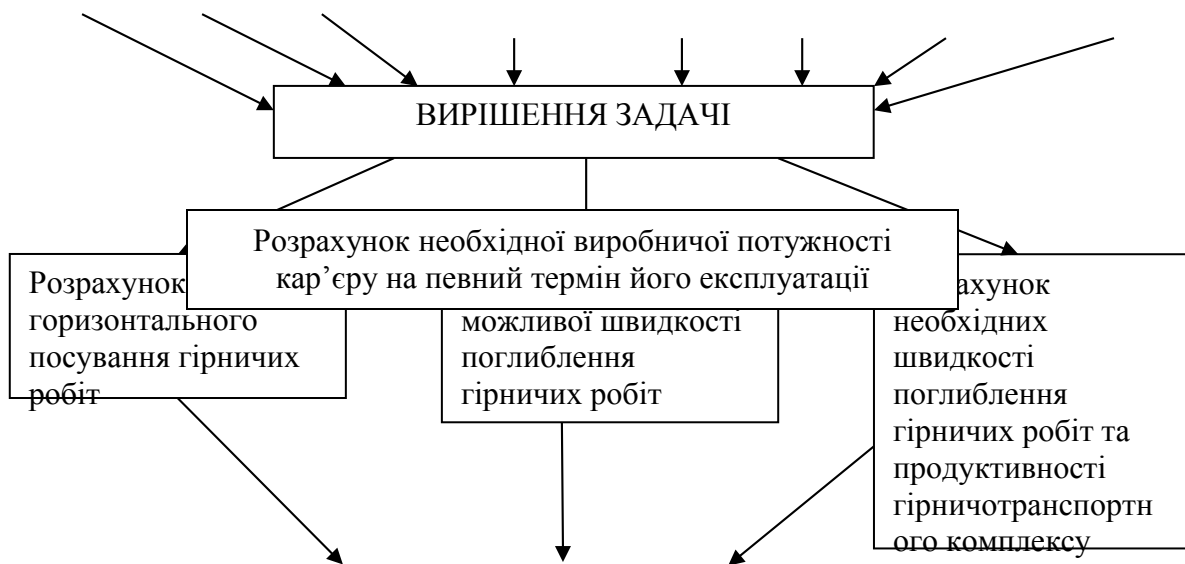 ВИРІШЕННЯ ЗАДАЧІ
Розрахунок необхідної виробничої потужності
кар’єру на певний термін його експлуатації
Розрахунок
горизонтального
посування гірничих
робіт
можливої швидкості
поглиблення
гірничих робіт
необхідних
швидкості
поглиблення
гірничих робіт та
продуктивності
гірничотранспортн
ого комплексу